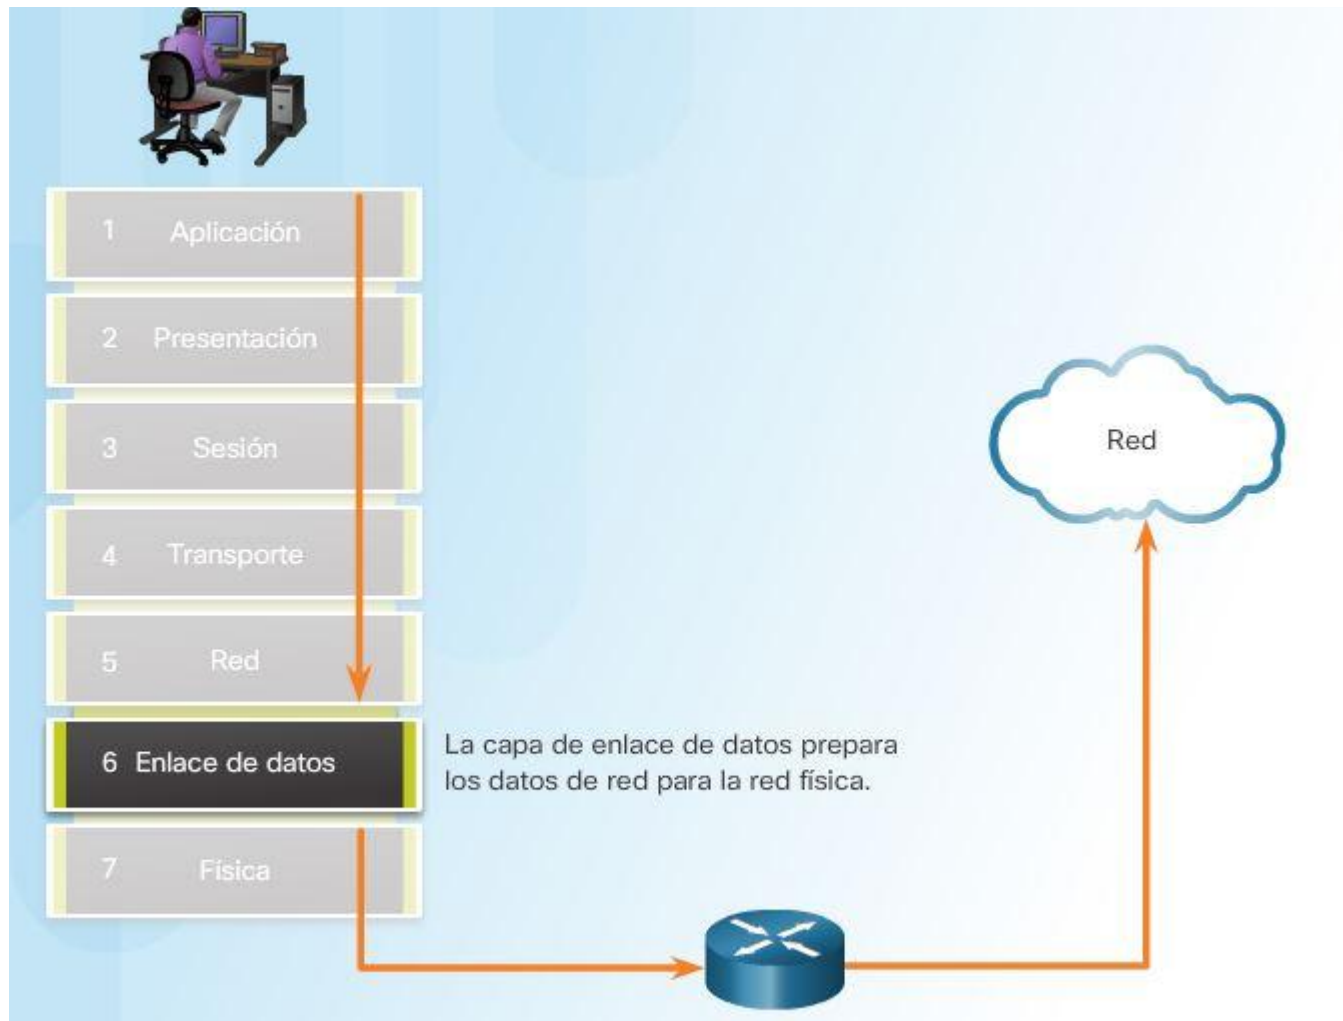 1 Aplicación
2 Presentación
3 Sesión
4 Transporte
5 Red
6 Enlace de datos
La capa de enlace de datos prepara
los datos de red para la red física.
7 Física
Red